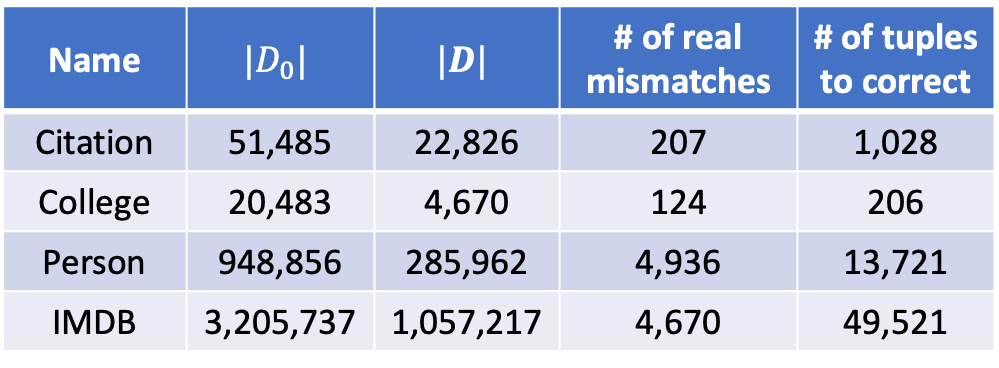 Name |D₀| |D| # of real mismatches # of tuples to correct
Citation 51,485 22,826 207 1,028
College 20,483 4,670 124 206
Person 948,856 285,962 4,936 13,721
IMDB 3,205,737 1,057,217 4,670 49,521